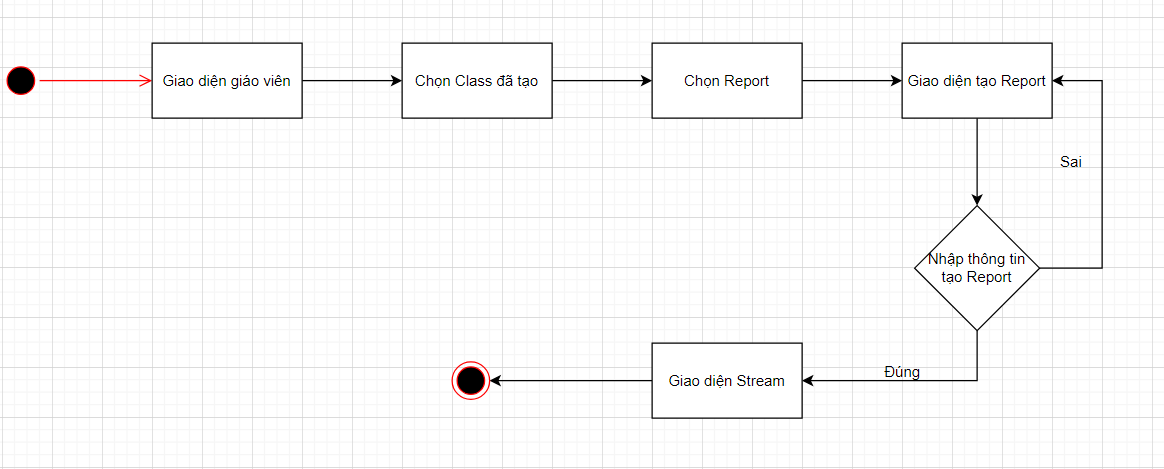 Giao diện giáo viên
Chọn Class đã tạo
Chọn Report
Giao diện tạo Report
Sai
Nhập thông tin
tạo Report
Đúng
Giao diện Stream